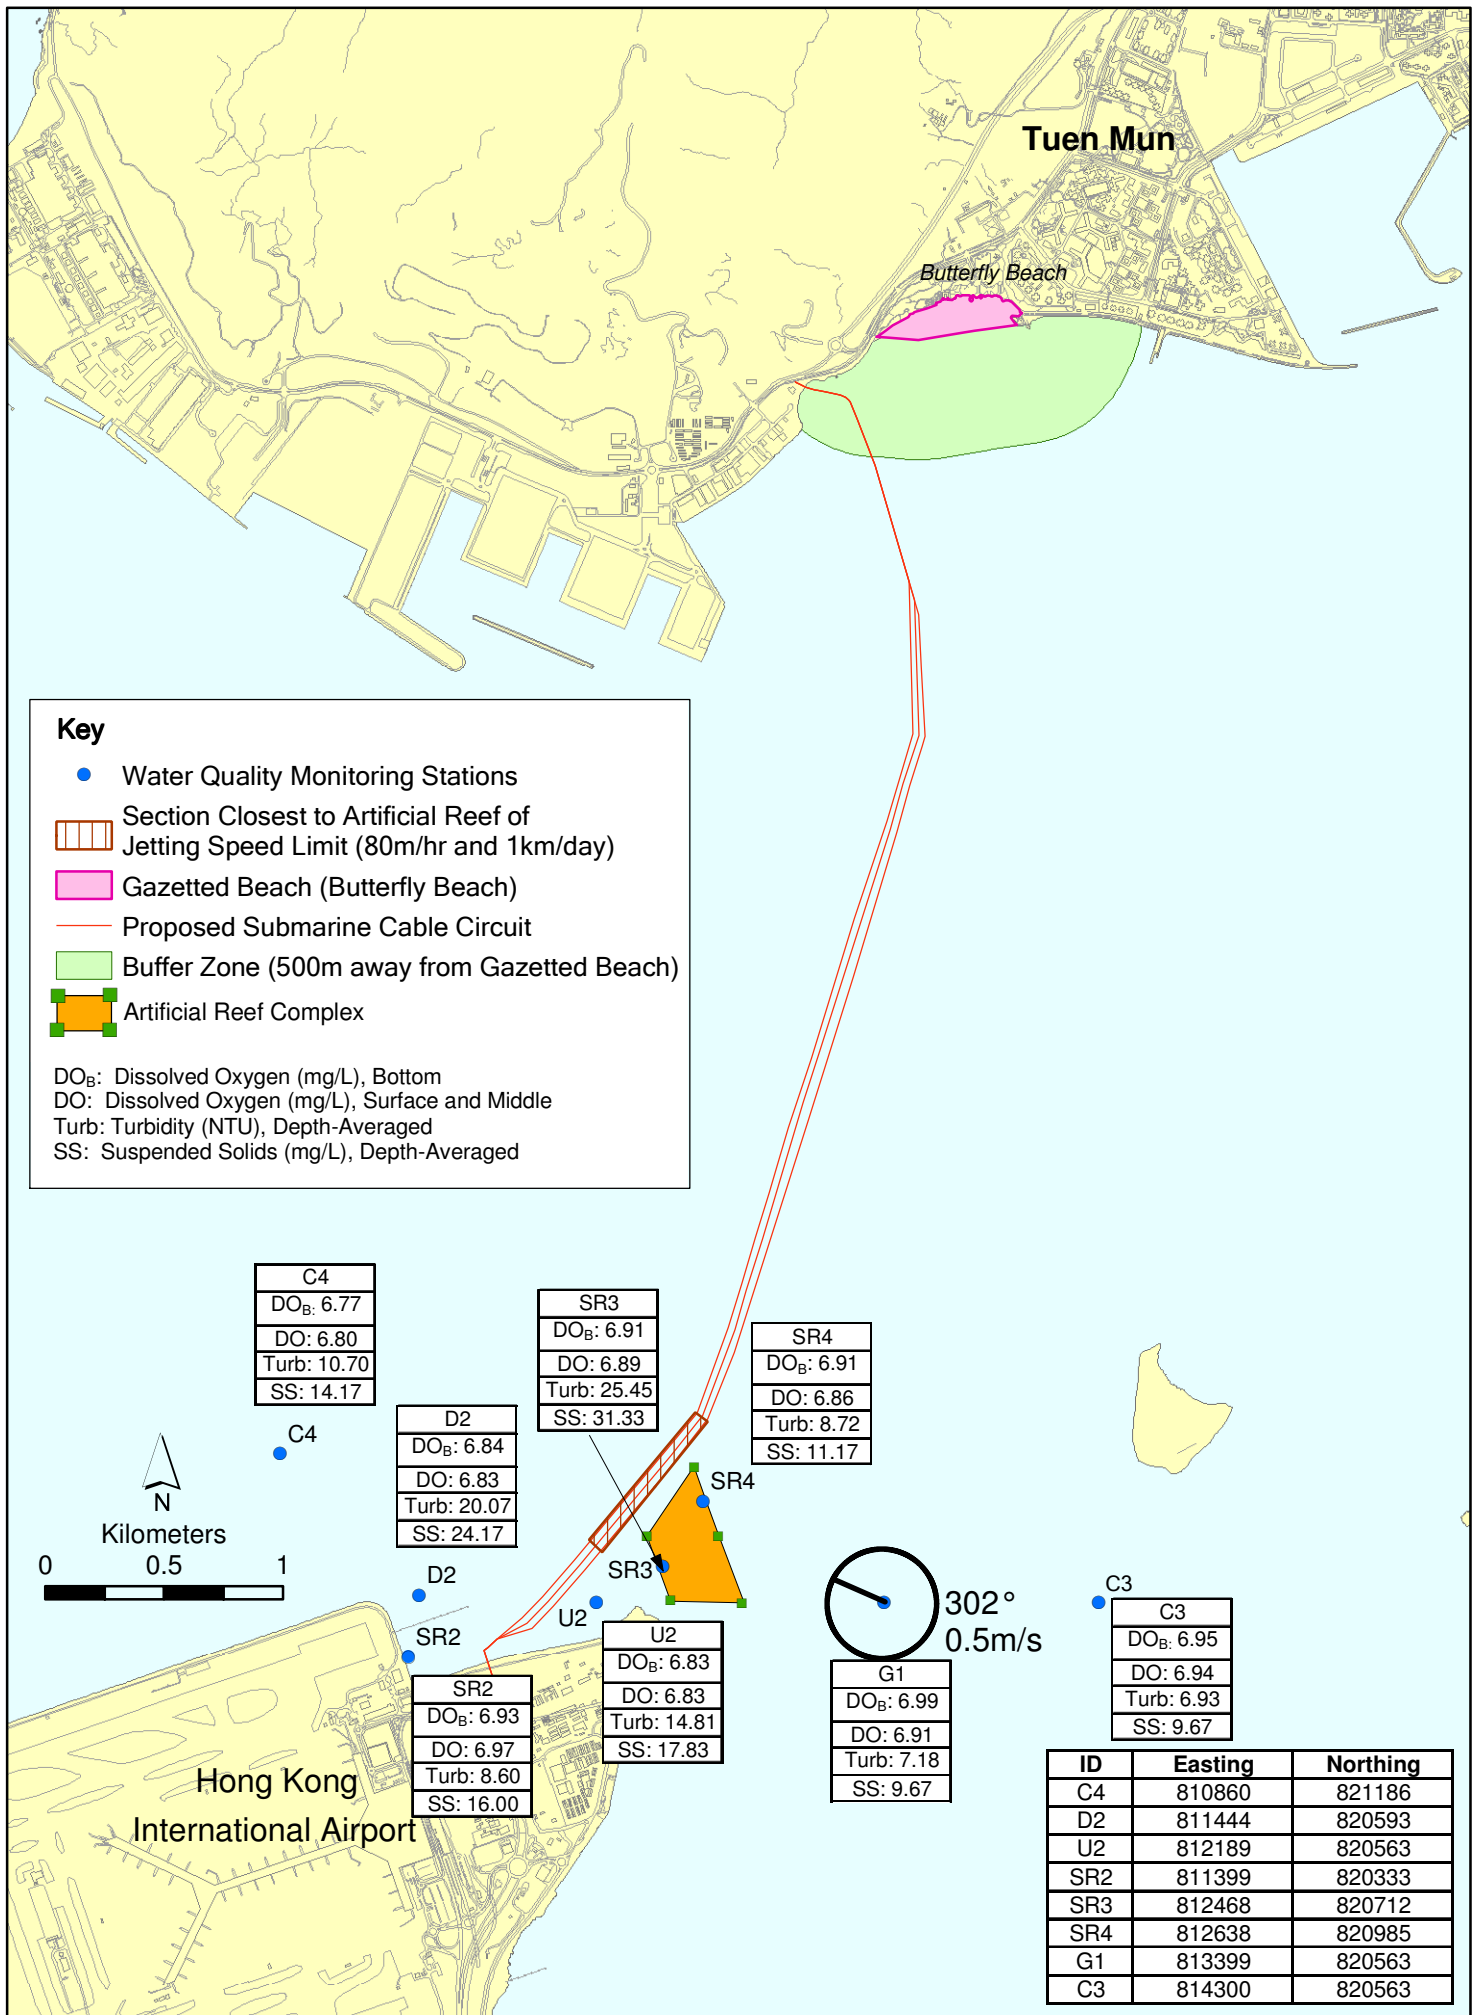 Tuen Mun
Butterfly Beach
Key
Water Quality Monitoring Stations
Section Closest to Artificial Reef of
Jetting Speed Limit (80m/hr and 1km/day)
Gazetted Beach (Butterfly Beach)
Proposed Submarine Cable Circuit
Buffer Zone (500m away from Gazetted Beach)
Artificial Reef Complex
DOB: Dissolved Oxygen (mg/L), Bottom
DO: Dissolved Oxygen (mg/L), Surface and Middle
Turb: Turbidity (NTU), Depth-Averaged
SS: Suspended Solids (mg/L), Depth-Averaged
C4
DOB: 6.77
DO: 6.80
Turb: 10.70
SS: 14.17
C4
SR3
DOB: 6.91
DO: 6.89
Turb: 25.45
SS: 31.33
SR4
DOB: 6.91
DO: 6.86
Turb: 8.72
SS: 11.17
D2
DOB: 6.84
DO: 6.83
Turb: 20.07
SS: 24.17
N
Kilometers
0 0.5 1
SR4
SR3
D2
U2
SR2
302°
0.5m/s
C3
U2
DOB: 6.83
DO: 6.83
Turb: 14.81
SS: 17.83
SR2
DOB: 6.93
DO: 6.97
Turb: 8.60
SS: 16.00
G1
DOB: 6.99
DO: 6.91
Turb: 7.18
SS: 9.67
C3
DOB: 6.95
DO: 6.94
Turb: 6.93
SS: 9.67
Hong Kong
International Airport
ID Easting Northing
C4 810860 821186
D2 811444 820593
U2 812189 820563
SR2 811399 820333
SR3 812468 820712
SR4 812638 820985
G1 813399 820563
C3 814300 820563